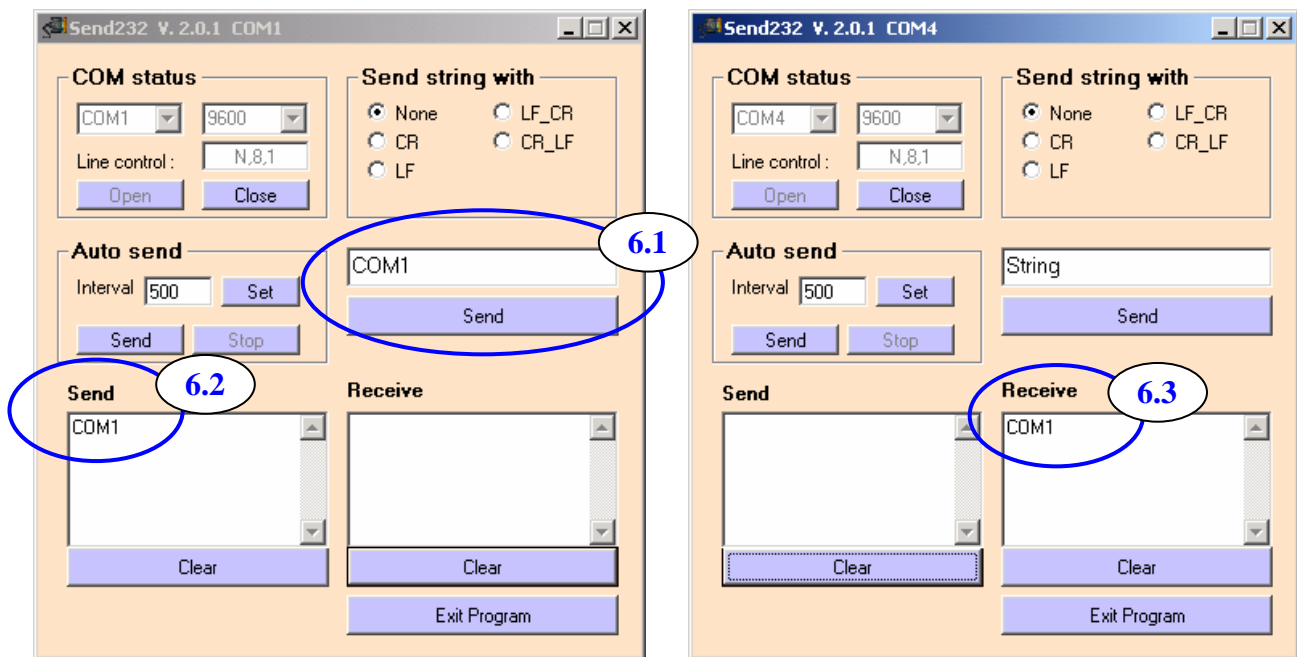 Send232 V. 2.0.1 COM1
COM status
COM1 9600
Line control : N,8,1
Open Close
Send string with
None LF_CR
CR CR_LF
LF
Auto send
Interval 500 Set
Send Stop
COM1
Send
6.1
Send
6.2
COM1
Clear
Receive
Clear
Exit Program
Send232 V. 2.0.1 COM4
COM status
COM4 9600
Line control : N,8,1
Open Close
Send string with
None LF_CR
CR CR_LF
LF
Auto send
Interval 500 Set
Send Stop
String
Send
Send
Clear
Receive
6.3
COM1
Clear
Exit Program